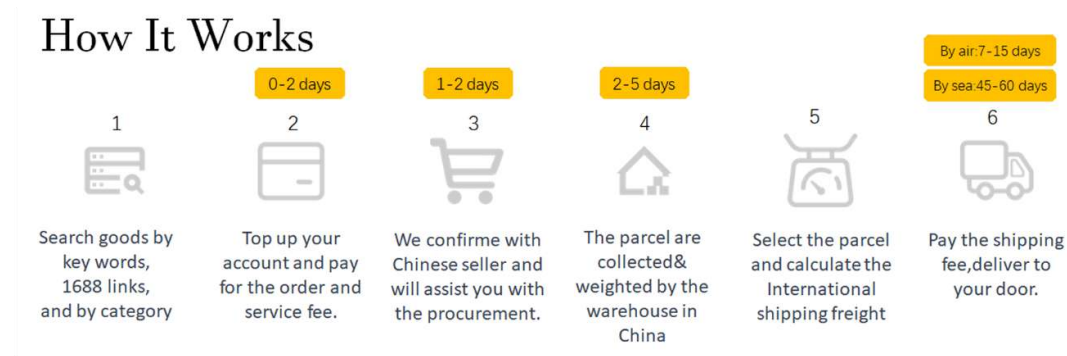 How It Works
1
Search goods by
key words,
1688 links,
and by category
0-2 days
2
Top up your
account and pay
for the order and
service fee.
1-2 days
3
We confirme with
Chinese seller and
will assist you with
the procurement.
2-5 days
4
The parcel are
collected&
weighted by the
warehouse in
China
5
Select the parcel
and calculate the
International
shipping freight
By air:7-15 days
By sea:45-60 days
6
Pay the shipping
fee,deliver to
your door.